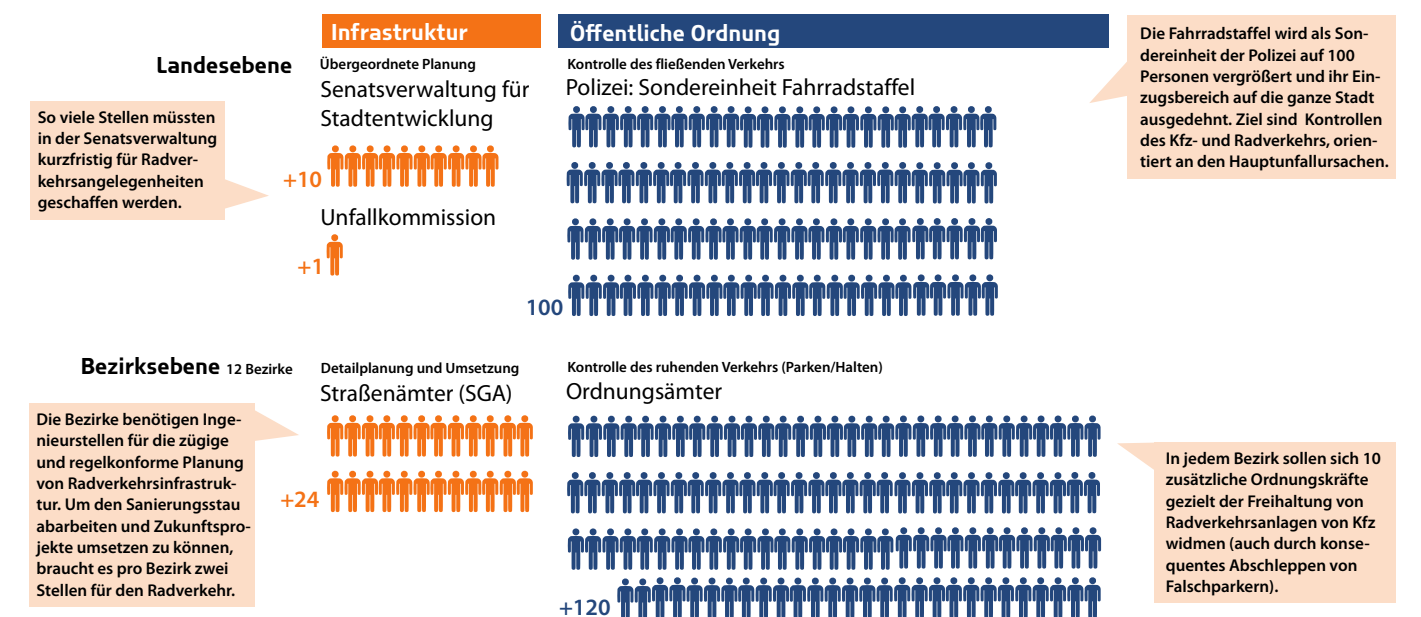 Infrastruktur
Öffentliche Ordnung
Landesebene
Übergeordnete Planung
Senatsverwaltung für
Stadtentwicklung
+10
Unfallkommission
+1
So viele Stellen müssten
in der Senatsverwaltung
kurzfristig für Radver-
kehrsangelegenheiten
geschaffen werden.
Kontrolle des fließenden Verkehrs
Polizei: Sondereinheit Fahrradstaffel
100
Die Fahrradstaffel wird als Son-
dereinheit der Polizei auf 100
Personen vergrößert und ihr Ein-
zugsbereich auf die ganze Stadt
ausgedehnt. Ziel sind Kontrollen
des Kfz- und Radverkehrs, orien-
tiert an den Hauptunfallursachen.
Bezirksebene 12 Bezirke
Detailplanung und Umsetzung
Straßenämter (SGA)
+24
Die Bezirke benötigen Inge-
nieurstellen für die zügige
und regelkonforme Planung
von Radverkehrsinfrastruk-
tur. Um den Sanierungsstau
abarbeiten und Zukunftspro-
jekte umsetzen zu können,
braucht es pro Bezirk zwei
Stellen für den Radverkehr.
Kontrolle des ruhenden Verkehrs (Parken/Halten)
Ordnungsämter
+120
In jedem Bezirk sollen sich 10
zusätzliche Ordnungskräfte
gezielt der Freihaltung von
Radverkehrsanlagen von Kfz
widmen (auch durch konse-
quentes Abschleppen von
Falschparkern).